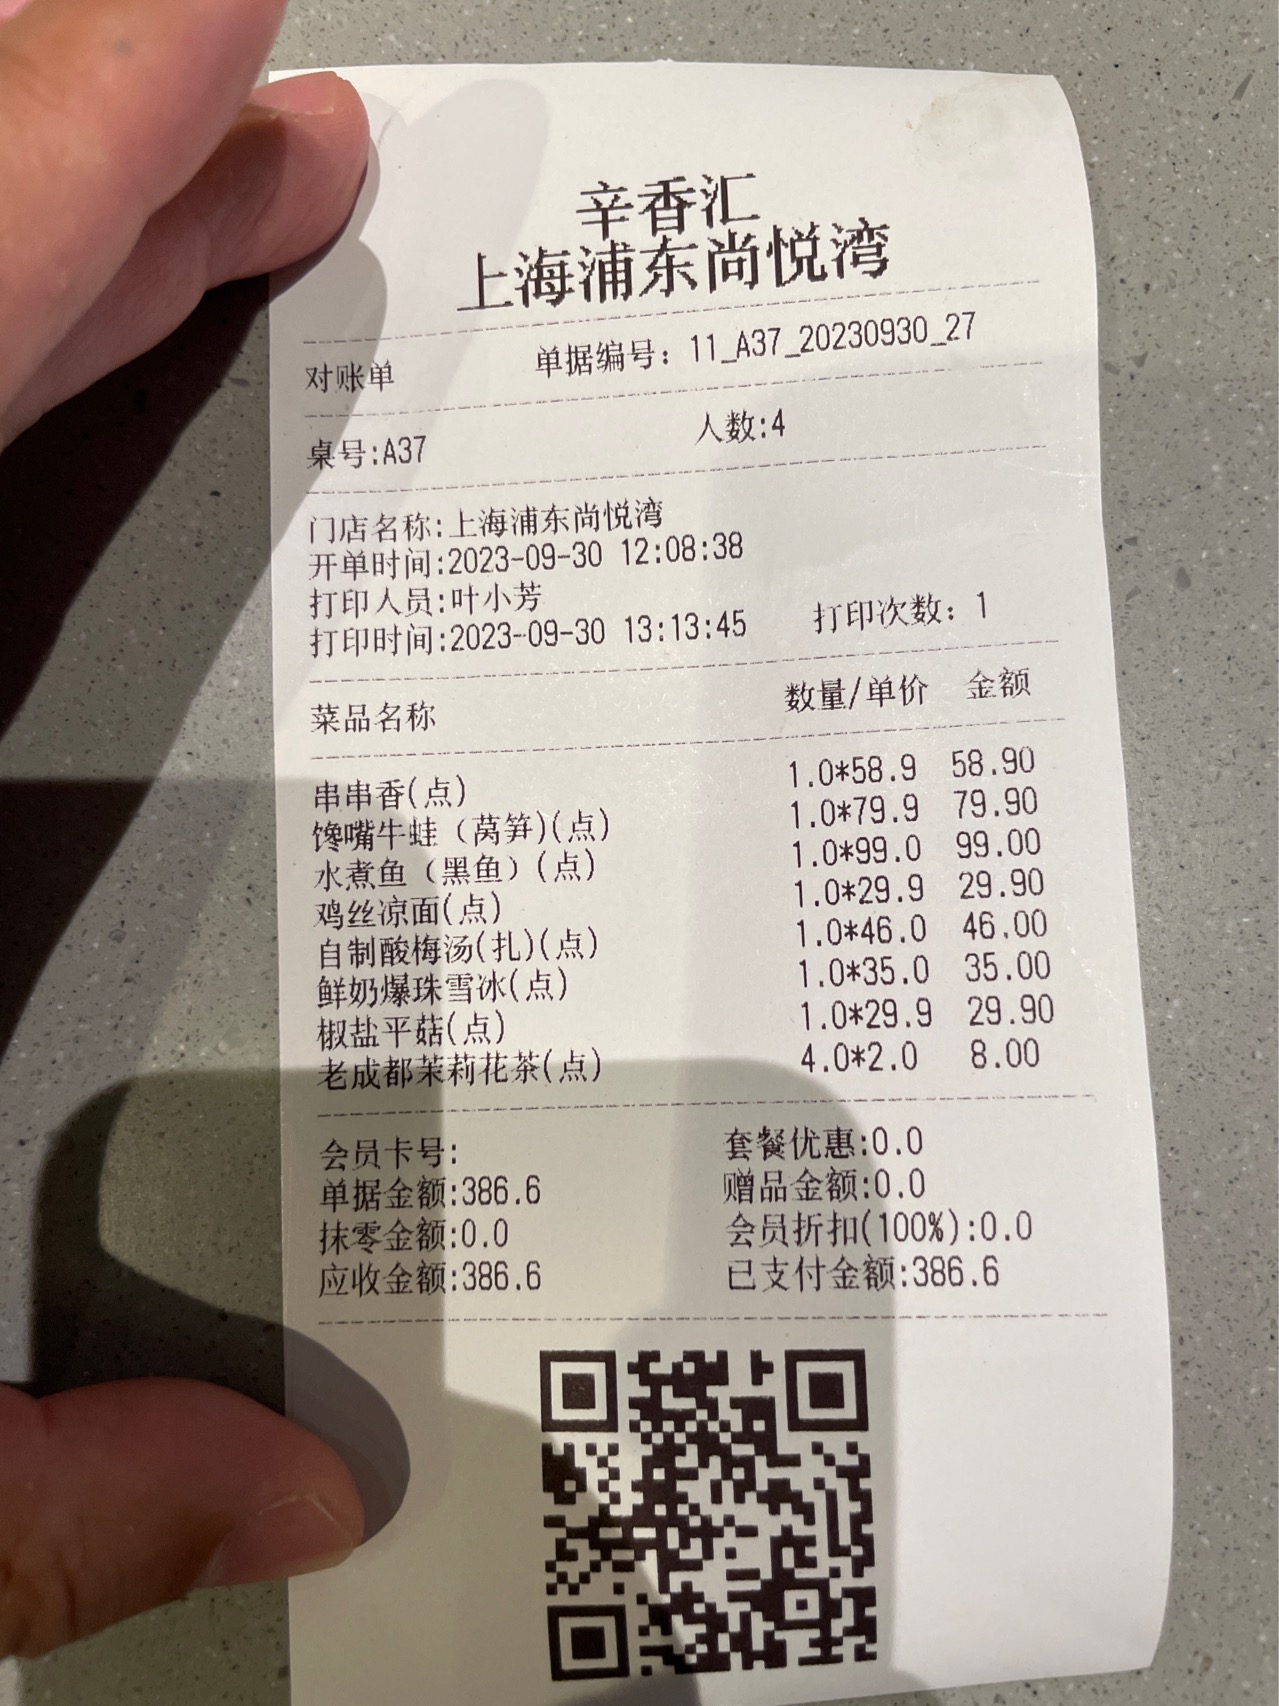 辛香汇
上海浦东尚悦湾
对账单 单据编号：11_A37_20230930_27
桌号:A37 人数:4
门店名称:上海浦东尚悦湾
开单时间:2023-09-30 12:08:38
打印人员:叶小芳
打印时间:2023-09-30 13:13:45 打印次数：1
菜品名称 数量/单价 金额
串串香(点) 1.0*58.9 58.90
馋嘴牛蛙（莴笋)(点) 1.0*79.9 79.90
水煮鱼（黑鱼）(点) 1.0*99.0 99.00
鸡丝凉面(点) 1.0*29.9 29.90
自制酸梅汤(扎)(点) 1.0*46.0 46.00
鲜奶爆珠雪冰(点) 1.0*35.0 35.00
椒盐平菇(点) 1.0*29.9 29.90
老成都茉莉花茶(点) 4.0*2.0 8.00
会员卡号: 套餐优惠:0.0
单据金额:386.6 赠品金额:0.0
抹零金额:0.0 会员折扣(100%):0.0
应收金额:386.6 已支付金额:386.6